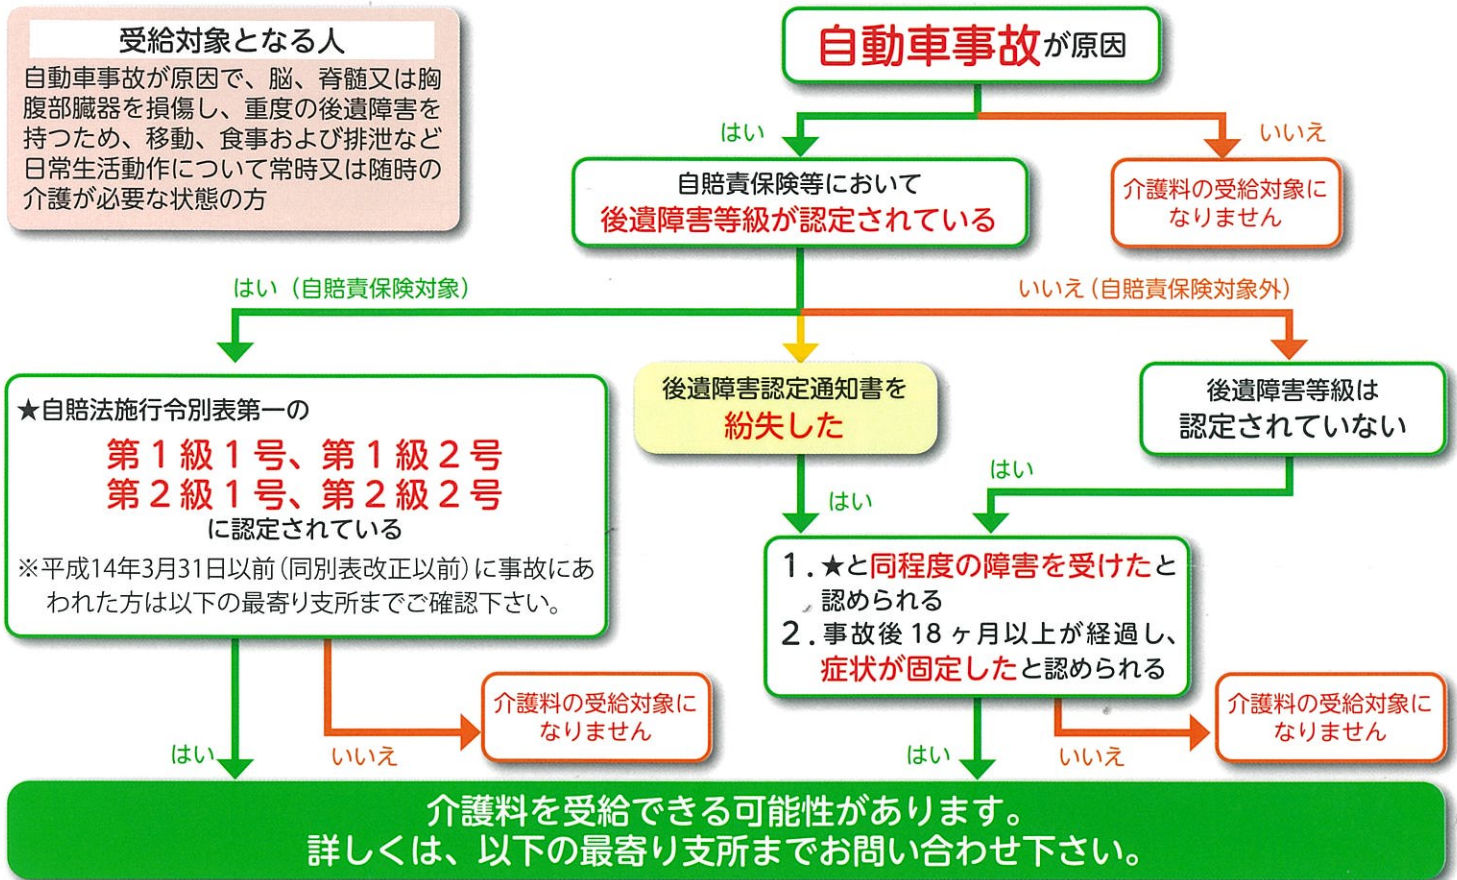 受給対象となる人
自動車事故が原因で、脳、脊髄又は胸
腹部臓器を損傷し、重度の後遺障害を
持つため、移動、食事および排泄など
日常生活動作について常時又は随時の
介護が必要な状態の方
自動車事故が原因
はい
いいえ
自賠責保険等において
後遺障害等級が認定されている
介護料の受給対象に
なりません
はい（自賠責保険対象）
いいえ（自賠責保険対象外）
★自賠法施行令別表第一の
第1級1号、第1級2号
第2級1号、第2級2号
に認定されている
※平成14年3月31日以前（同別表改正以前）に事故にあ
われた方は以下の最寄り支所までご確認下さい。
後遺障害認定通知書を
紛失した
後遺障害等級は
認定されていない
はい
はい
1．★と同程度の障害を受けたと
認められる
2．事故後18ヶ月以上が経過し、
症状が固定したと認められる
はい
いいえ
介護料の受給対象に
なりません
はい
いいえ
介護料の受給対象に
なりません
介護料を受給できる可能性があります。
詳しくは、以下の最寄り支所までお問い合わせ下さい。